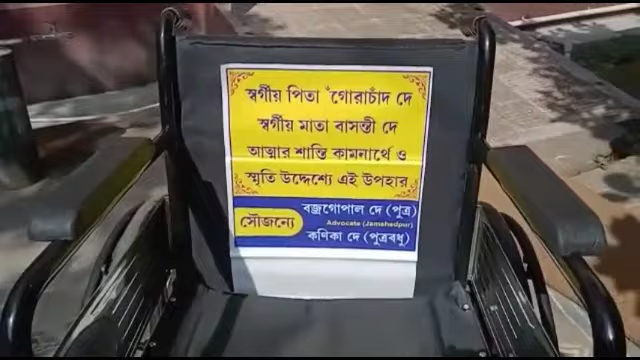 স্বর্গীয় পিতা ঁগোরাচাঁদ দে
স্বর্গীয় মাতা বাসন্তী দে
আত্মার শান্তি কামনার্থে ও
স্মৃতি উদ্দেশ্যে এই উপহার
সৌজন্যে
বজ্রগোপাল দে (পুত্র)
Advocate (Jamshedpur)
কণিকা দে (পুত্রবধু)